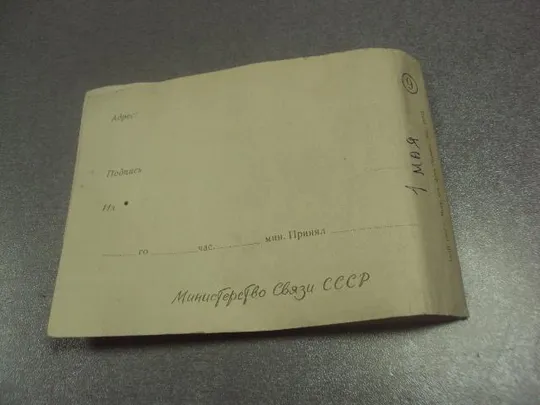 Адрес:
Подпись
Из
го час. мин. Принял
Министерство Связи СССР
1 мая